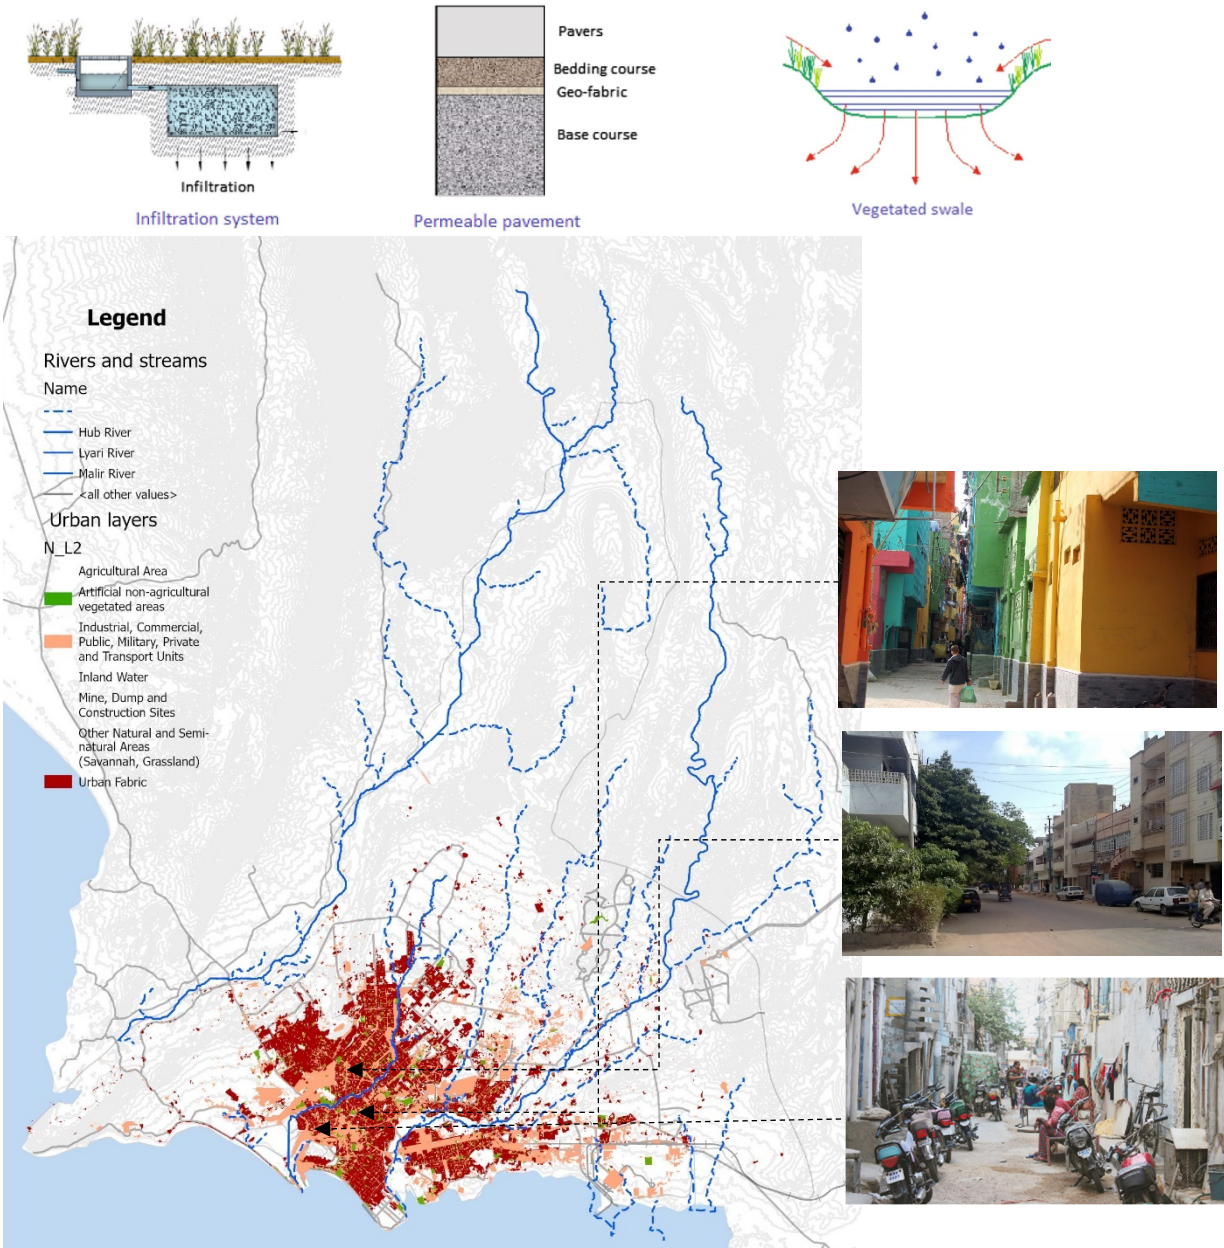 Infiltration
Infiltration system
Pavers
Bedding course
Geo-fabric
Base course
Permeable pavement
Vegetated swale
Legend
Rivers and streams
Name
Hub River
Lyari River
Malir River
<all other values>
Urban layers
N_L2
Agricultural Area
Artificial non-agricultural
vegetated areas
Industrial, Commercial,
Public, Military, Private
and Transport Units
Inland Water
Mine, Dump and
Construction Sites
Other Natural and Semi-
natural Areas
(Savannah, Grassland)
Urban Fabric